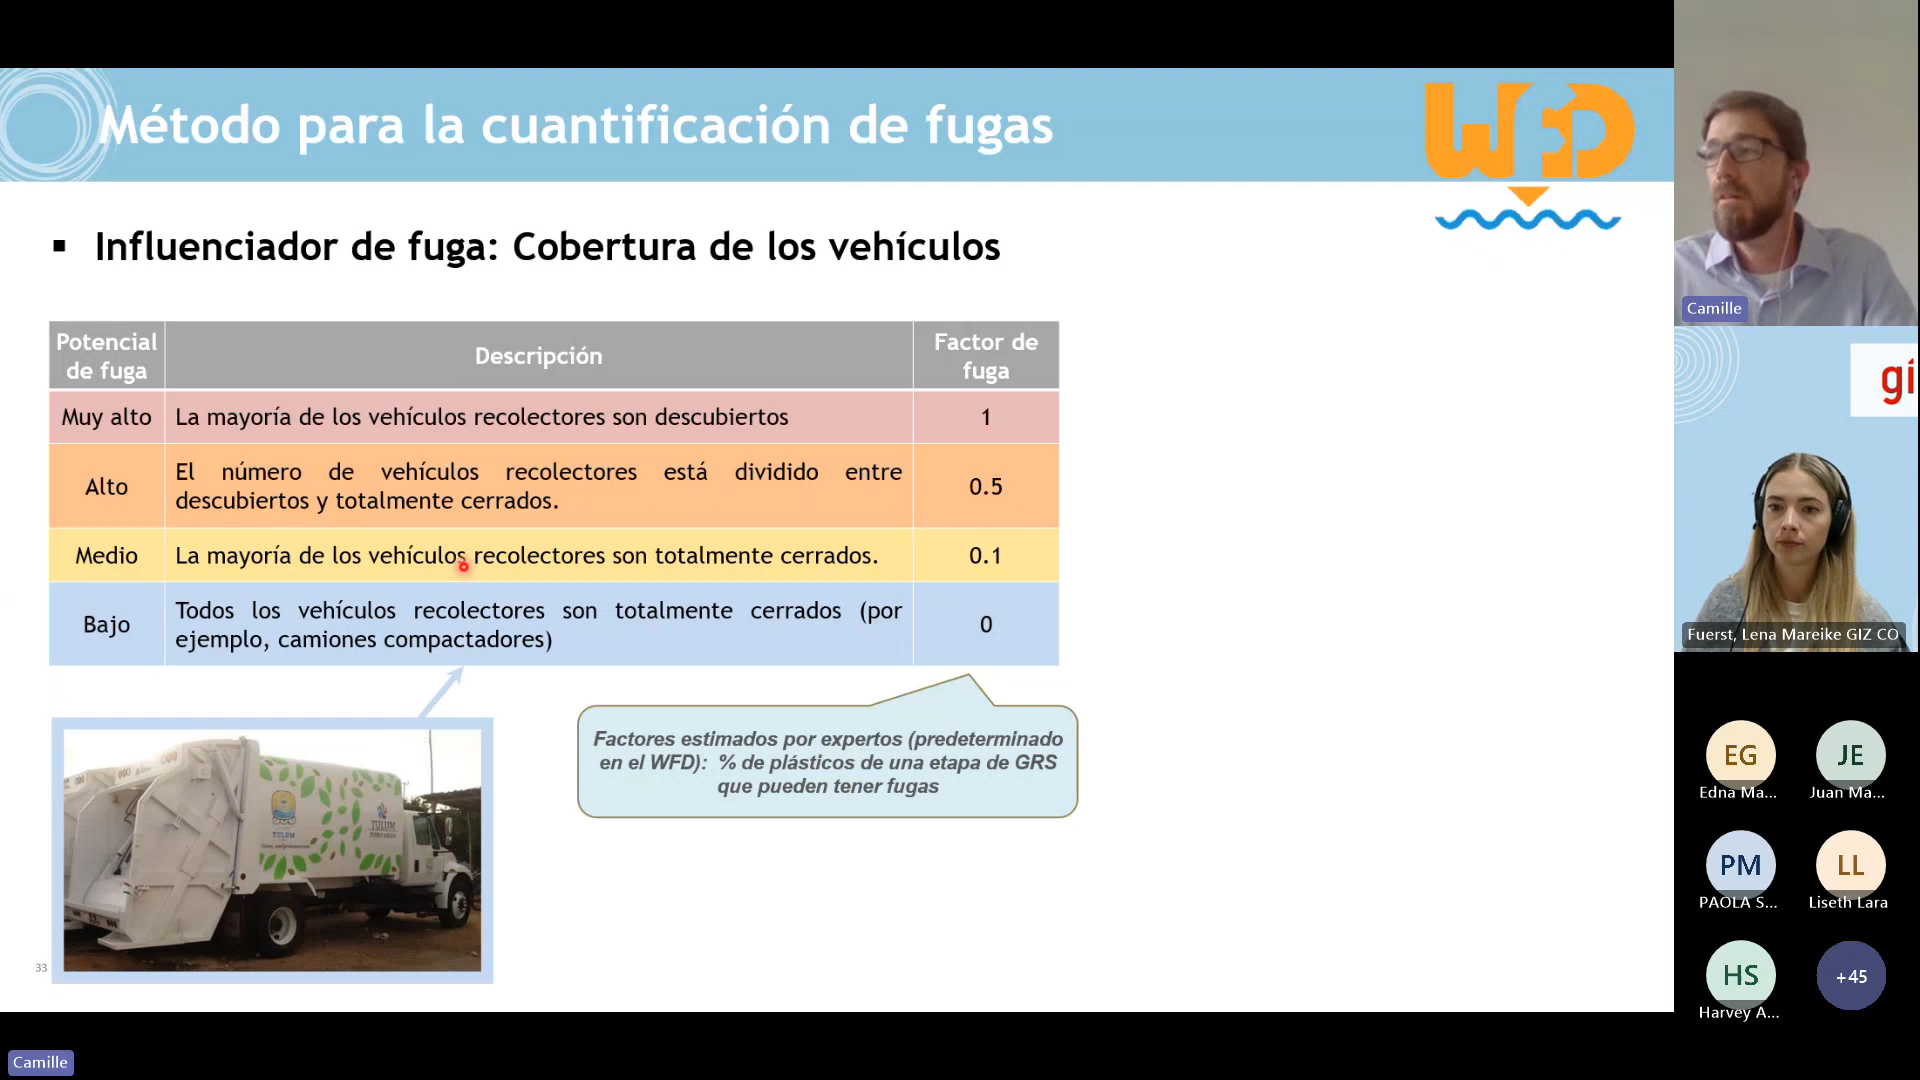 Método para la cuantificación de fugas
WFD
▪ Influenciador de fuga: Cobertura de los vehículos
Potencial
de fuga
Descripción
Factor de
fuga
Muy alto
La mayoría de los vehículos recolectores son descubiertos
1
Alto
El número de vehículos recolectores está dividido entre
descubiertos y totalmente cerrados.
0.5
Medio
La mayoría de los vehículos recolectores son totalmente cerrados.
0.1
Bajo
Todos los vehículos recolectores son totalmente cerrados (por
ejemplo, camiones compactadores)
0
Factores estimados por expertos (predeterminado
en el WFD): % de plásticos de una etapa de GRS
que pueden tener fugas
TULUM
TULUM
33
Camille
gi
Fuerst, Lena Mareike GIZ CO
EG
Edna Ma...
JE
Juan Ma...
PM
PAOLA S...
LL
Liseth Lara
HS
Harvey A...
+45
Camille